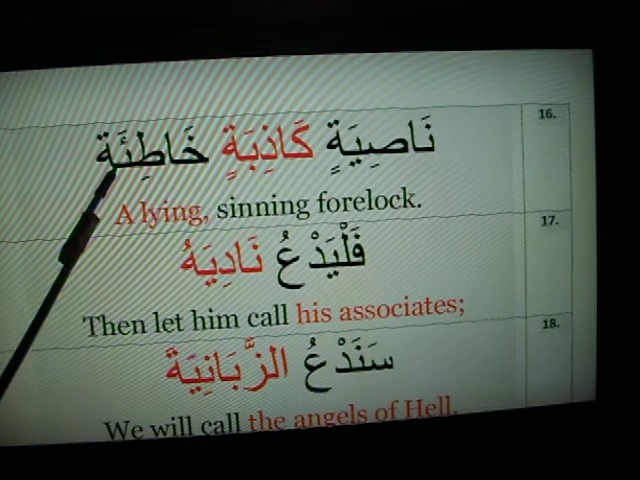 16.
نَاصِيَةٍ كَاذِبَةٍ خَاطِئَةٍ
A lying, sinning forelock.
17.
فَلْيَدْعُ نَادِيَهُ
Then let him call his associates;
18.
سَنَدْعُ الزَّبَانِيَةَ
We will call the angels of Hell.